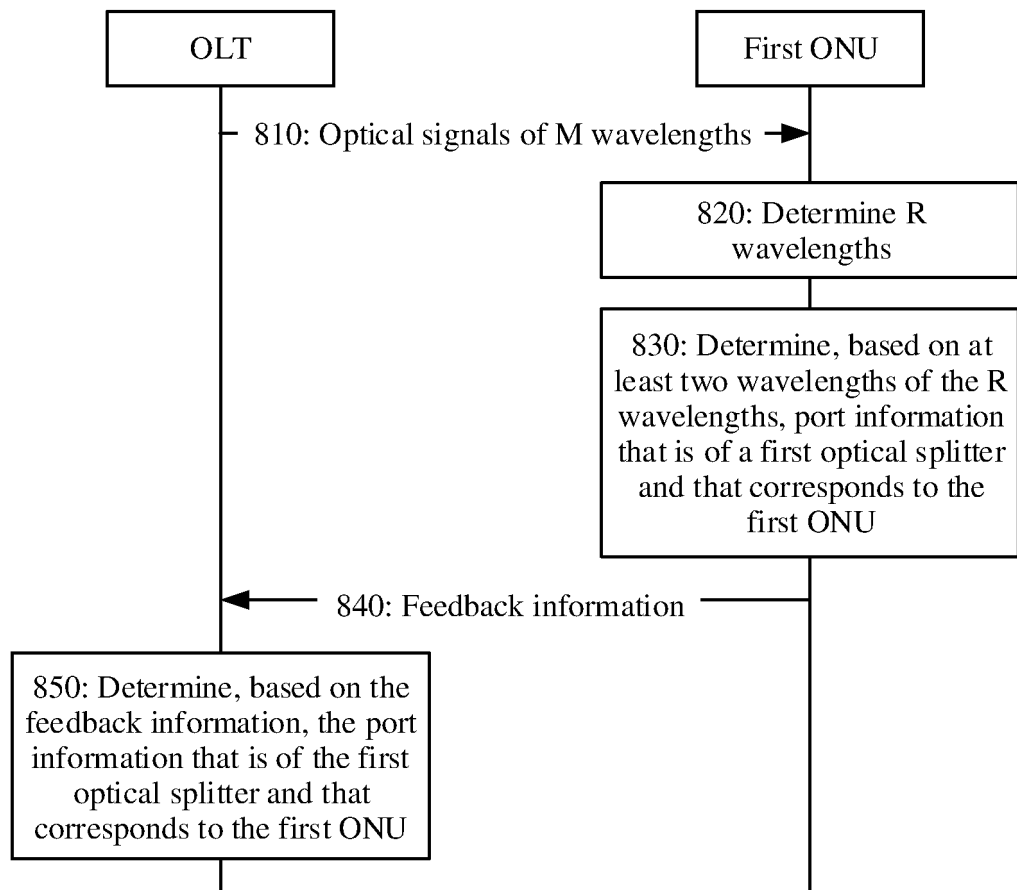 OLT
First ONU
810: Optical signals of M wavelengths
820: Determine R
wavelengths
830: Determine, based on at
least two wavelengths of the R
wavelengths, port information
that is of a first optical splitter
and that corresponds to the
first ONU
840: Feedback information
850: Determine, based on the
feedback information, the port
information that is of the first
optical splitter and that
corresponds to the first ONU